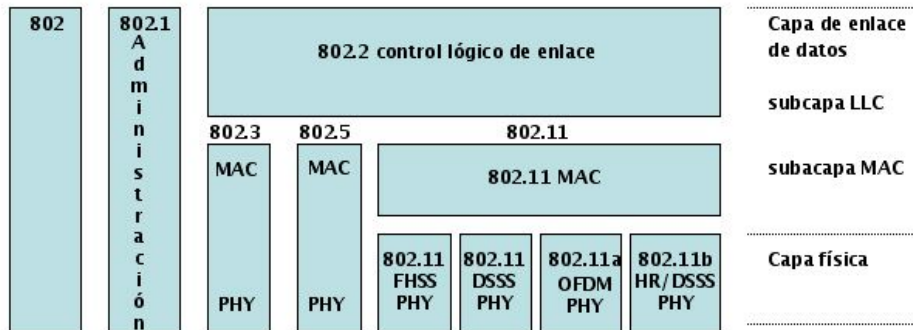 802
802.1
Administración
802.2 control lógico de enlace
Capa de enlace
de datos
subcapa LLC
802.3
802.5
802.11
MAC
MAC
802.11 MAC
subacapa MAC
802.11
FHSS
PHY
802.11
DSSS
PHY
802.11a
OFDM
PHY
802.11b
HR/DSSS
PHY
Capa física
PHY
PHY